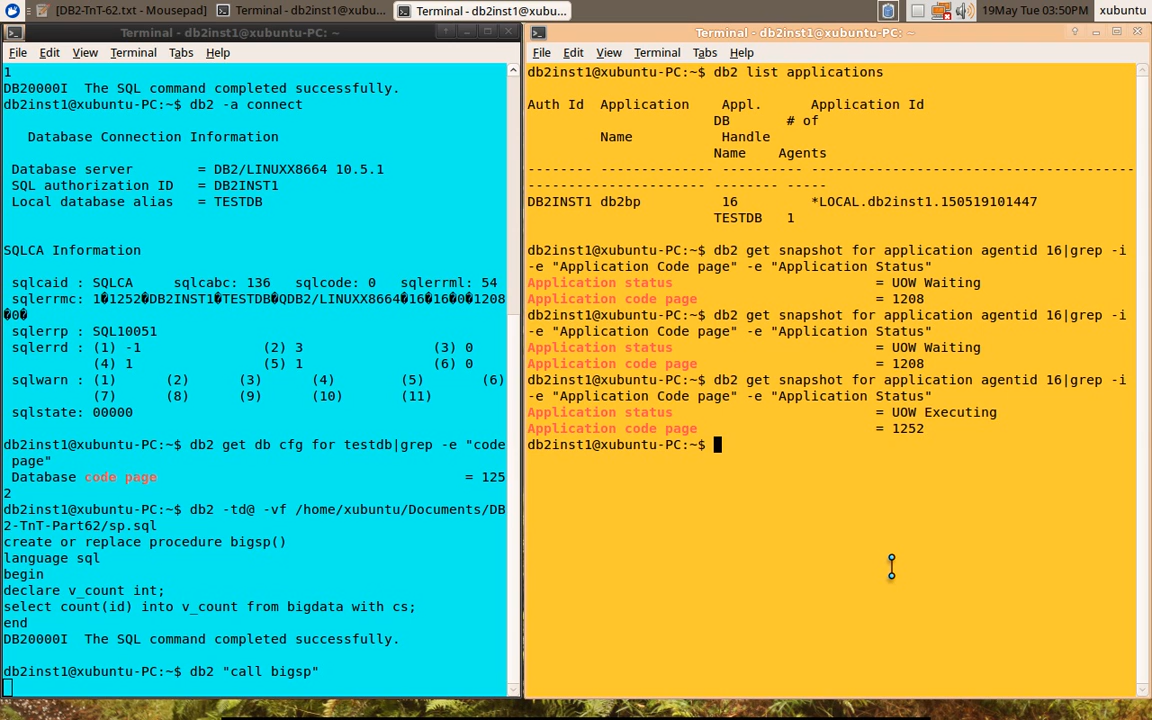 [DB2-TnT-62.txt - Mousepad]
Terminal - db2inst1@xubu...
Terminal - db2inst1@xubu...
19May Tue 03:50PM
xubuntu
Terminal - db2inst1@xubuntu-PC: ~
File Edit View Terminal Tabs Help
1
DB20000I  The SQL command completed successfully.
db2inst1@xubuntu-PC:~$ db2 -a connect
   Database Connection Information
 Database server        = DB2/LINUXX8664 10.5.1
 SQL authorization ID   = DB2INST1
 Local database alias   = TESTDB
SQLCA Information
 sqlcaid : SQLCA     sqlcabc: 136   sqlcode: 0   sqlerrml: 54
 sqlerrmc: 1�1252�DB2INST1�TESTDB�QDB2/LINUXX8664�16�16�0�1208
�0�
 sqlerrp : SQL10051
 sqlerrd : (1) -1               (2) 3                (3) 0
           (4) 1                (5) 1                (6) 0
 sqlwarn : (1)      (2)      (3)      (4)        (5)      (6)
           (7)      (8)      (9)      (10)       (11)
 sqlstate: 00000
db2inst1@xubuntu-PC:~$ db2 get db cfg for testdb|grep -e "code
 page"
 Database code page                                      = 125
2
db2inst1@xubuntu-PC:~$ db2 -td@ -vf /home/xubuntu/Documents/DB
2-TnT-Part62/sp.sql
create or replace procedure bigsp()
language sql
begin
declare v_count int;
select count(id) into v_count from bigdata with cs;
end
DB20000I  The SQL command completed successfully.
db2inst1@xubuntu-PC:~$ db2 "call bigsp"
Terminal - db2inst1@xubuntu-PC: ~
File Edit View Terminal Tabs Help
db2inst1@xubuntu-PC:~$ db2 list applications
Auth Id  Application    Appl.      Application Id
                       DB       # of
         Name           Handle
                       Name    Agents
-------- -------------- ---------- -------------------------------------
---------------------- -------- -----
DB2INST1 db2bp          16         *LOCAL.db2inst1.150519101447
                       TESTDB   1
db2inst1@xubuntu-PC:~$ db2 get snapshot for application agentid 16|grep -i
-e "Application Code page" -e "Application Status"
Application status                         = UOW Waiting
Application code page                      = 1208
db2inst1@xubuntu-PC:~$ db2 get snapshot for application agentid 16|grep -i
-e "Application Code page" -e "Application Status"
Application status                         = UOW Waiting
Application code page                      = 1208
db2inst1@xubuntu-PC:~$ db2 get snapshot for application agentid 16|grep -i
-e "Application Code page" -e "Application Status"
Application status                         = UOW Executing
Application code page                      = 1252
db2inst1@xubuntu-PC:~$